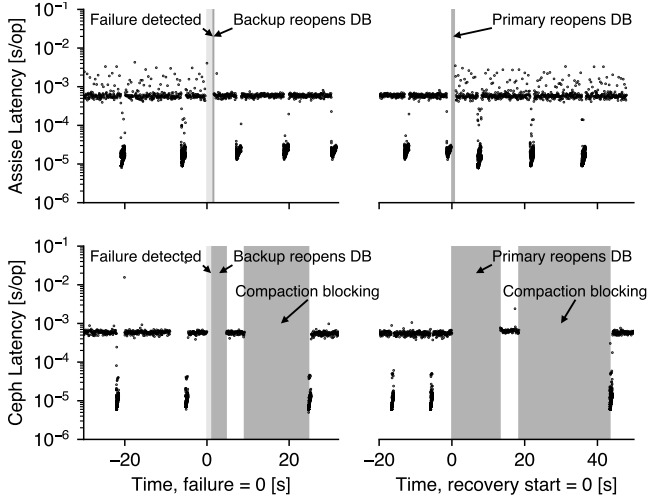 Assise Latency [s/op]
10⁻¹
10⁻²
10⁻³
10⁻⁴
10⁻⁵
10⁻⁶
Failure detected
Backup reopens DB
Primary reopens DB
Ceph Latency [s/op]
10⁻¹
10⁻²
10⁻³
10⁻⁴
10⁻⁵
10⁻⁶
Failure detected
Backup reopens DB
Compaction blocking
Primary reopens DB
Compaction blocking
−20 0 20
−20 0 20 40
Time, failure = 0 [s]
Time, recovery start = 0 [s]